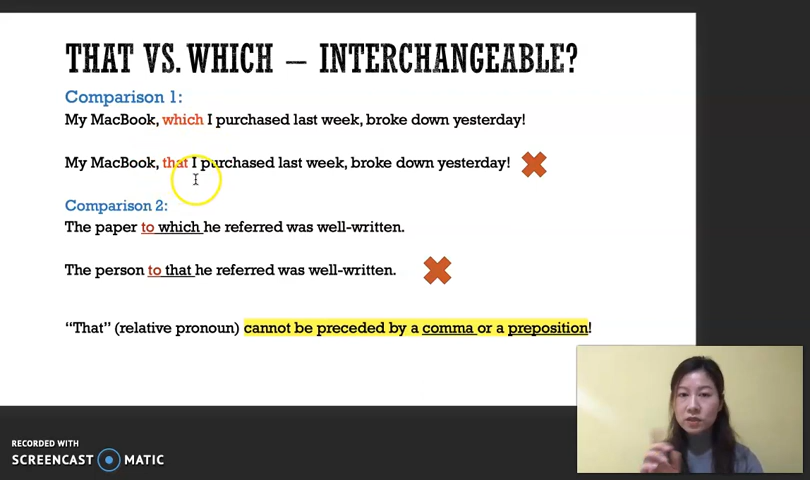 THAT VS. WHICH – INTERCHANGEABLE?
Comparison 1:
My MacBook, which I purchased last week, broke down yesterday!
My MacBook, that I purchased last week, broke down yesterday!
Comparison 2:
The paper to which he referred was well-written.
The person to that he referred was well-written.
“That” (relative pronoun) cannot be preceded by a comma or a preposition!
RECORDED WITH
SCREENCAST MATIC